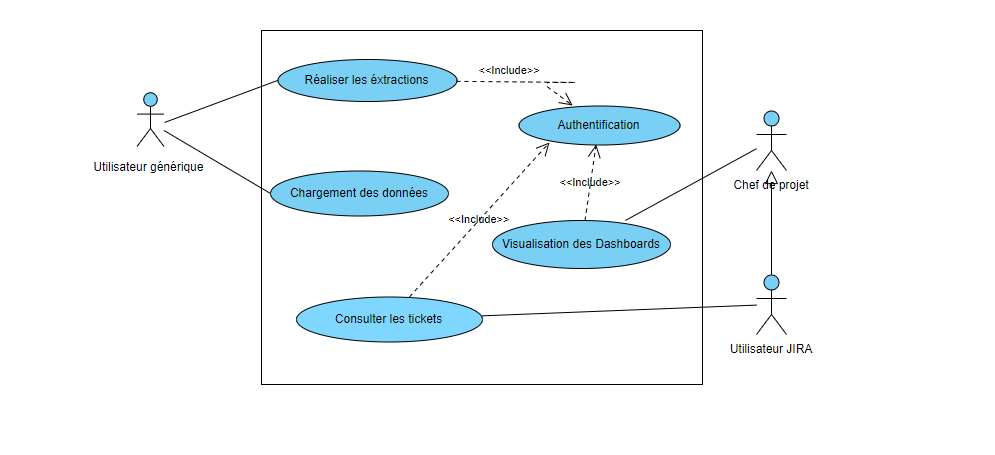 <<Include>>
Réaliser les éxtractions
Authentification
Utilisateur générique
<<Include>>
Chef de projet
Chargement des données
<<Include>>
Visualisation des Dashboards
Consulter les tickets
Utilisateur JIRA